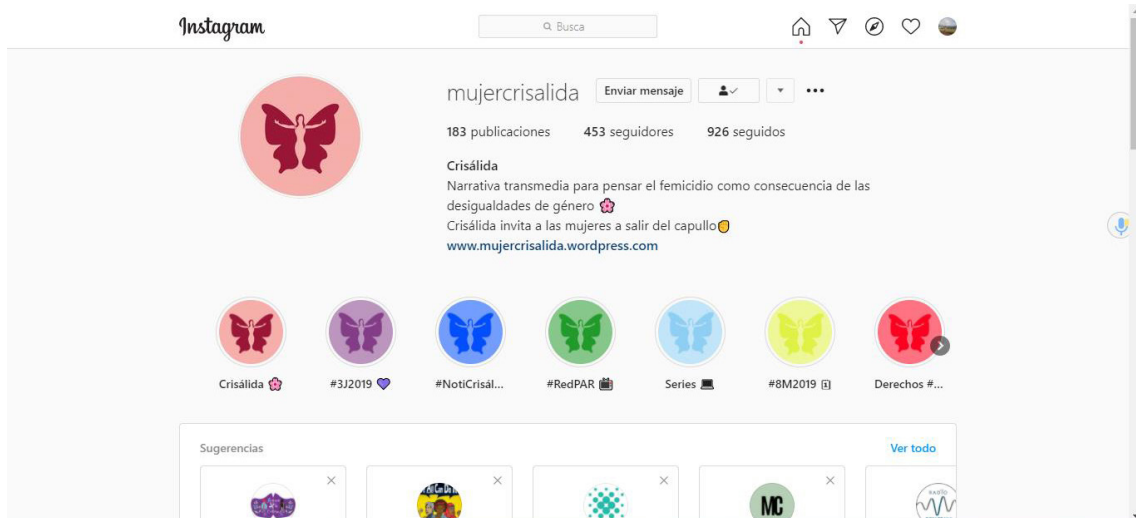 Instagram
Busca
mujercrisalida Enviar mensaje
183 publicaciones 453 seguidores 926 seguidos
Crisálida
Narrativa transmedia para pensar el femicidio como consecuencia de las
desigualdades de género 🌸
Crisálida invita a las mujeres a salir del capullo✊
www.mujercrisalida.wordpress.com
Crisálida 🌸 #3J2019 💜 #NotiCrisál... #RedPAR 📺 Series 💻 #8M2019 Derechos #...
Sugerencias Ver todo
MC RADIO